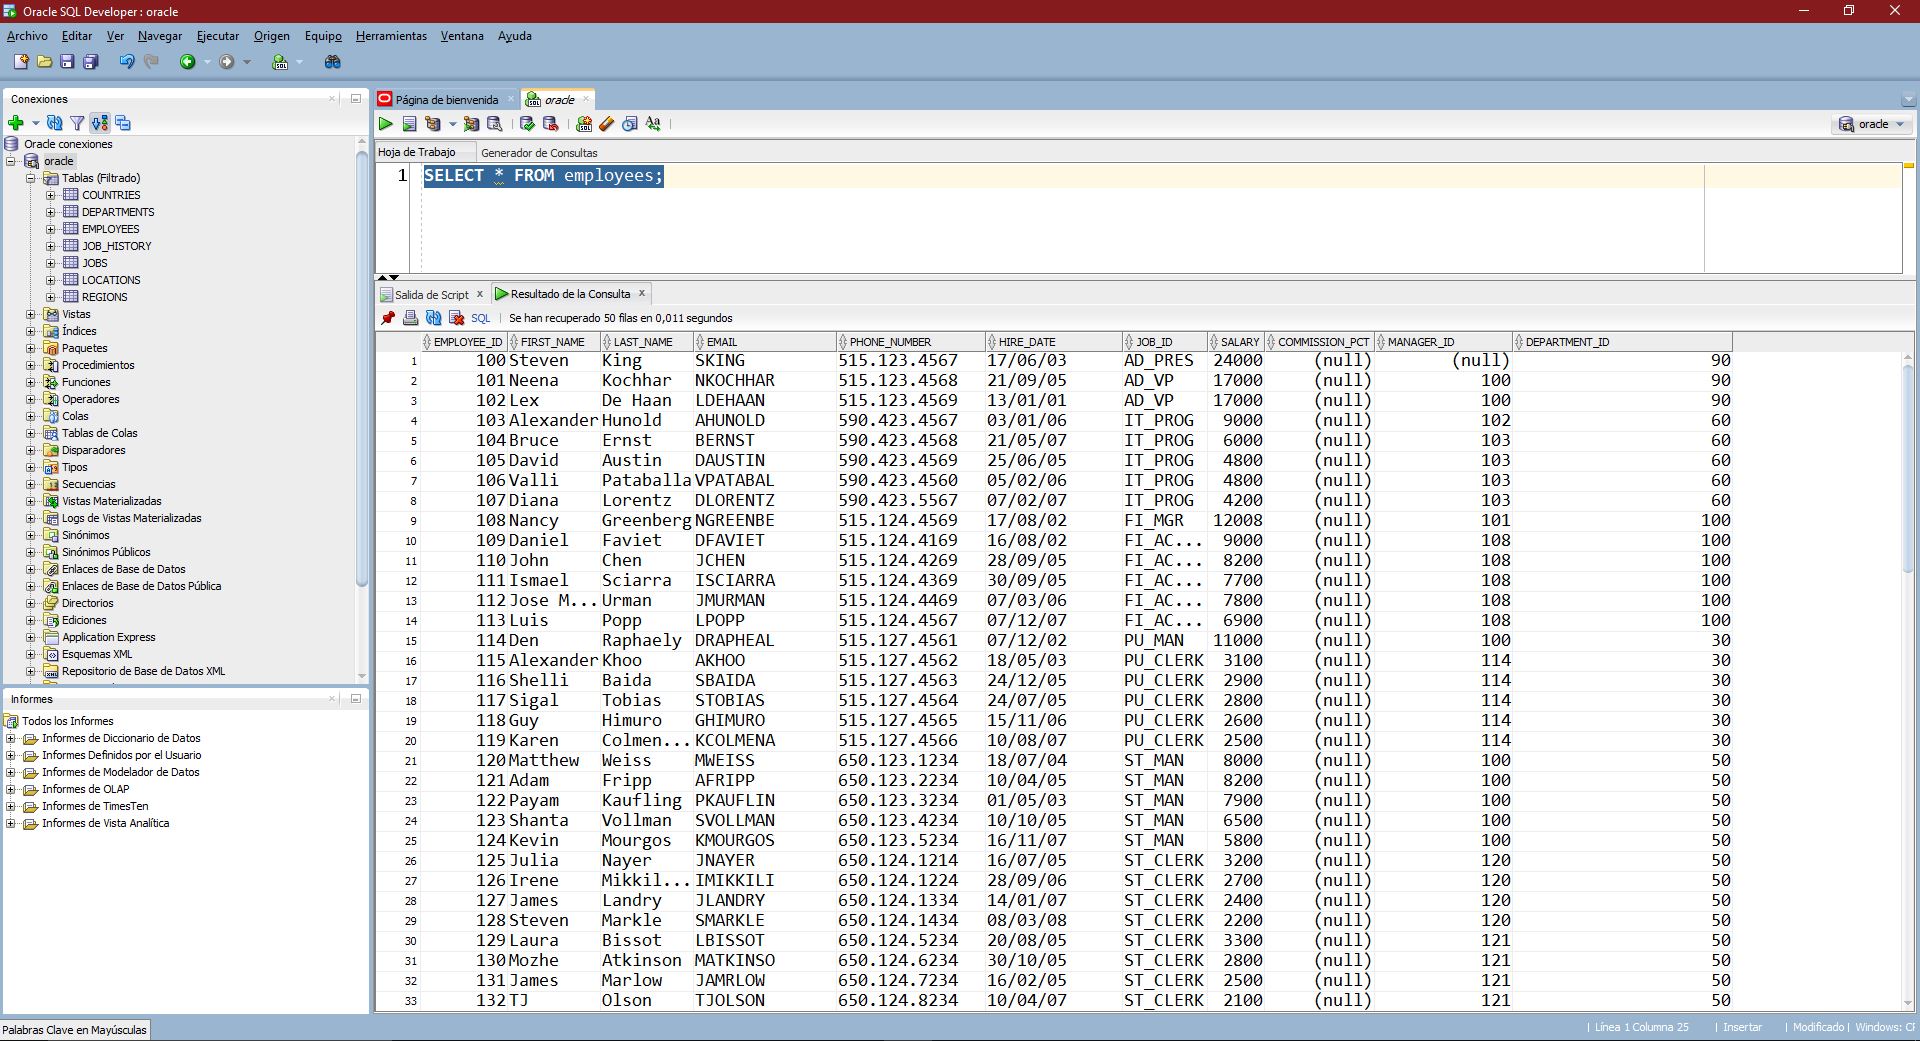 Oracle SQL Developer : oracle
Archivo Editar Ver Navegar Ejecutar Origen Equipo Herramientas Ventana Ayuda
Conexiones
Oracle conexiones
oracle
Tablas (Filtrado)
COUNTRIES
DEPARTMENTS
EMPLOYEES
JOB_HISTORY
JOBS
LOCATIONS
REGIONS
Vistas
Índices
Paquetes
Procedimientos
Funciones
Operadores
Colas
Tablas de Colas
Disparadores
Tipos
Secuencias
Vistas Materializadas
Logs de Vistas Materializadas
Sinónimos
Sinónimos Públicos
Enlaces de Base de Datos
Enlaces de Base de Datos Pública
Directorios
Ediciones
Application Express
Esquemas XML
Repositorio de Base de Datos XML
Informes
Todos los Informes
Informes de Diccionario de Datos
Informes Definidos por el Usuario
Informes de Modelador de Datos
Informes de OLAP
Informes de TimesTen
Informes de Vista Analítica
Página de bienvenida oracle
oracle
Hoja de Trabajo Generador de Consultas
1 SELECT * FROM employees;
Salida de Script x Resultado de la Consulta x
SQL | Se han recuperado 50 filas en 0,011 segundos
EMPLOYEE_ID FIRST_NAME LAST_NAME EMAIL PHONE_NUMBER HIRE_DATE JOB_ID SALARY COMMISSION_PCT MANAGER_ID DEPARTMENT_ID
1 100 Steven King SKING 515.123.4567 17/06/03 AD_PRES 24000 (null) (null) 90
2 101 Neena Kochhar NKOCHHAR 515.123.4568 21/09/05 AD_VP 17000 (null) 100 90
3 102 Lex De Haan LDEHAAN 515.123.4569 13/01/01 AD_VP 17000 (null) 100 90
4 103 Alexander Hunold AHUNOLD 590.423.4567 03/01/06 IT_PROG 9000 (null) 102 60
5 104 Bruce Ernst BERNST 590.423.4568 21/05/07 IT_PROG 6000 (null) 103 60
6 105 David Austin DAUSTIN 590.423.4569 25/06/05 IT_PROG 4800 (null) 103 60
7 106 Valli Pataballa VPATABAL 590.423.4560 05/02/06 IT_PROG 4800 (null) 103 60
8 107 Diana Lorentz DLORENTZ 590.423.5567 07/02/07 IT_PROG 4200 (null) 103 60
9 108 Nancy Greenberg NGREENBE 515.124.4569 17/08/02 FI_MGR 12008 (null) 101 100
10 109 Daniel Faviet DFAVIET 515.124.4169 16/08/02 FI_AC... 9000 (null) 108 100
11 110 John Chen JCHEN 515.124.4269 28/09/05 FI_AC... 8200 (null) 108 100
12 111 Ismael Sciarra ISCIARRA 515.124.4369 30/09/05 FI_AC... 7700 (null) 108 100
13 112 Jose M... Urman JMURMAN 515.124.4469 07/03/06 FI_AC... 7800 (null) 108 100
14 113 Luis Popp LPOPP 515.124.4567 07/12/07 FI_AC... 6900 (null) 108 100
15 114 Den Raphaely DRAPHEAL 515.127.4561 07/12/02 PU_MAN 11000 (null) 100 30
16 115 Alexander Khoo AKHOO 515.127.4562 18/05/03 PU_CLERK 3100 (null) 114 30
17 116 Shelli Baida SBAIDA 515.127.4563 24/12/05 PU_CLERK 2900 (null) 114 30
18 117 Sigal Tobias STOBIAS 515.127.4564 24/07/05 PU_CLERK 2800 (null) 114 30
19 118 Guy Himuro GHIMURO 515.127.4565 15/11/06 PU_CLERK 2600 (null) 114 30
20 119 Karen Colmen... KCOLMENA 515.127.4566 10/08/07 PU_CLERK 2500 (null) 114 30
21 120 Matthew Weiss MWEISS 650.123.1234 18/07/04 ST_MAN 8000 (null) 100 50
22 121 Adam Fripp AFRIPP 650.123.2234 10/04/05 ST_MAN 8200 (null) 100 50
23 122 Payam Kaufling PKAUFLIN 650.123.3234 01/05/03 ST_MAN 7900 (null) 100 50
24 123 Shanta Vollman SVOLLMAN 650.123.4234 10/10/05 ST_MAN 6500 (null) 100 50
25 124 Kevin Mourgos KMOURGOS 650.123.5234 16/11/07 ST_MAN 5800 (null) 100 50
26 125 Julia Nayer JNAYER 650.124.1214 16/07/05 ST_CLERK 3200 (null) 120 50
27 126 Irene Mikkil... IMIKKILI 650.124.1224 28/09/06 ST_CLERK 2700 (null) 120 50
28 127 James Landry JLANDRY 650.124.1334 14/01/07 ST_CLERK 2400 (null) 120 50
29 128 Steven Markle SMARKLE 650.124.1434 08/03/08 ST_CLERK 2200 (null) 120 50
30 129 Laura Bissot LBISSOT 650.124.5234 20/08/05 ST_CLERK 3300 (null) 121 50
31 130 Mozhe Atkinson MATKINSO 650.124.6234 30/10/05 ST_CLERK 2800 (null) 121 50
32 131 James Marlow JAMRLOW 650.124.7234 16/02/05 ST_CLERK 2500 (null) 121 50
33 132 TJ Olson TJOLSON 650.124.8234 10/04/07 ST_CLERK 2100 (null) 121 50
Palabras Clave en Mayúsculas
| Línea 1 Columna 25 | Insertar | Modificado | Windows: